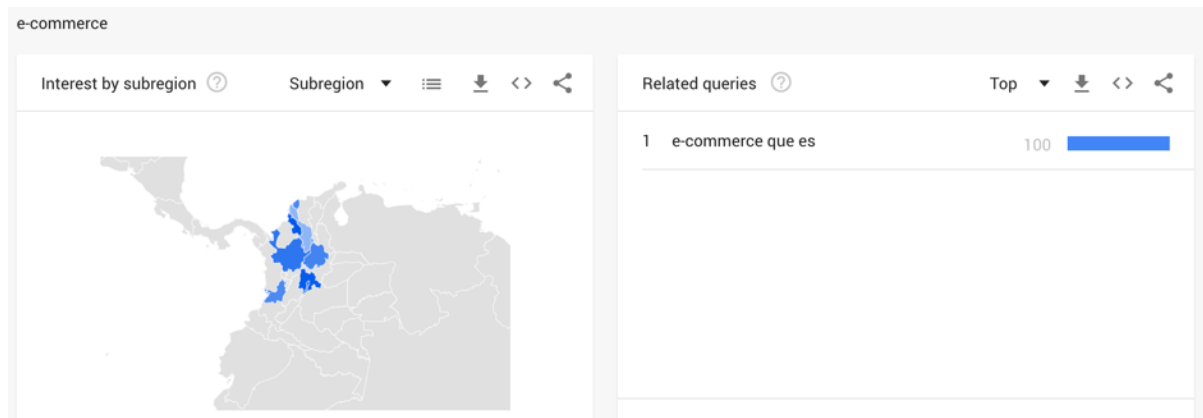 e-commerce
Interest by subregion
Subregion
Related queries
Top
1 e-commerce que es 100